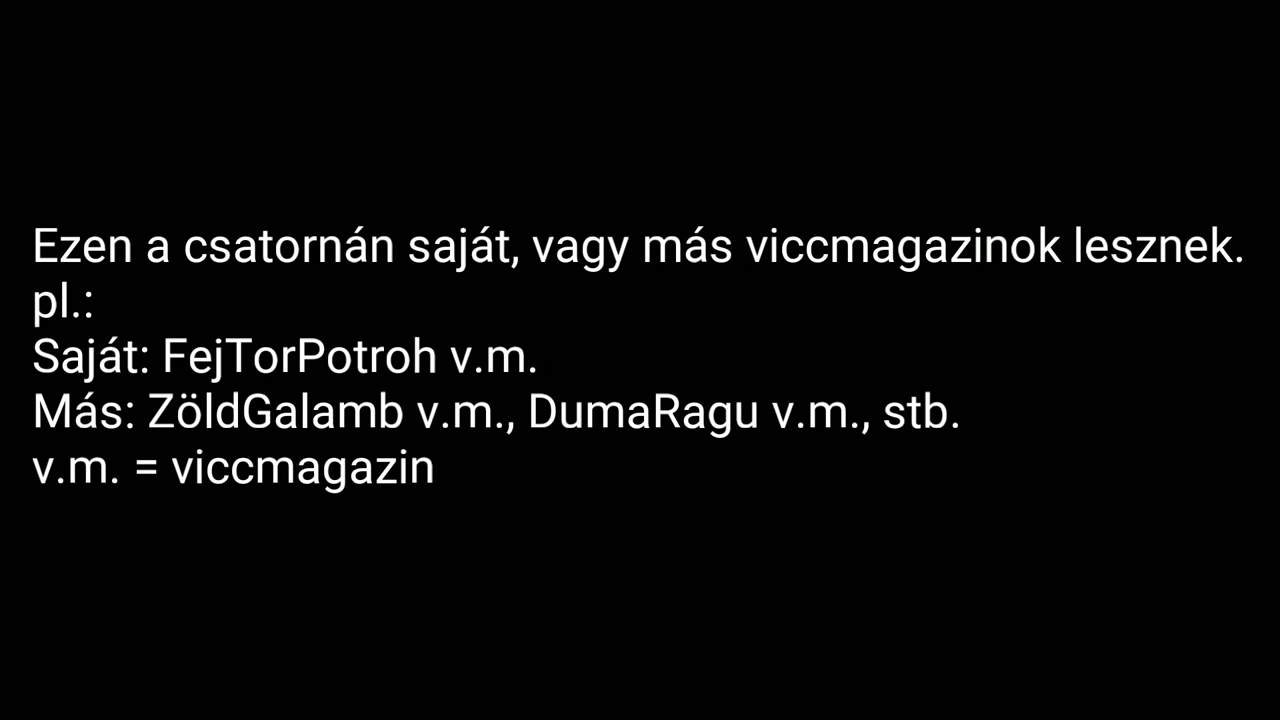 Ezen a csatornán saját, vagy más viccmagazinok lesznek.
pl.:
Saját: FejTorPotroh v.m.
Más: ZöldGalamb v.m., DumaRagu v.m., stb.
v.m. = viccmagazin